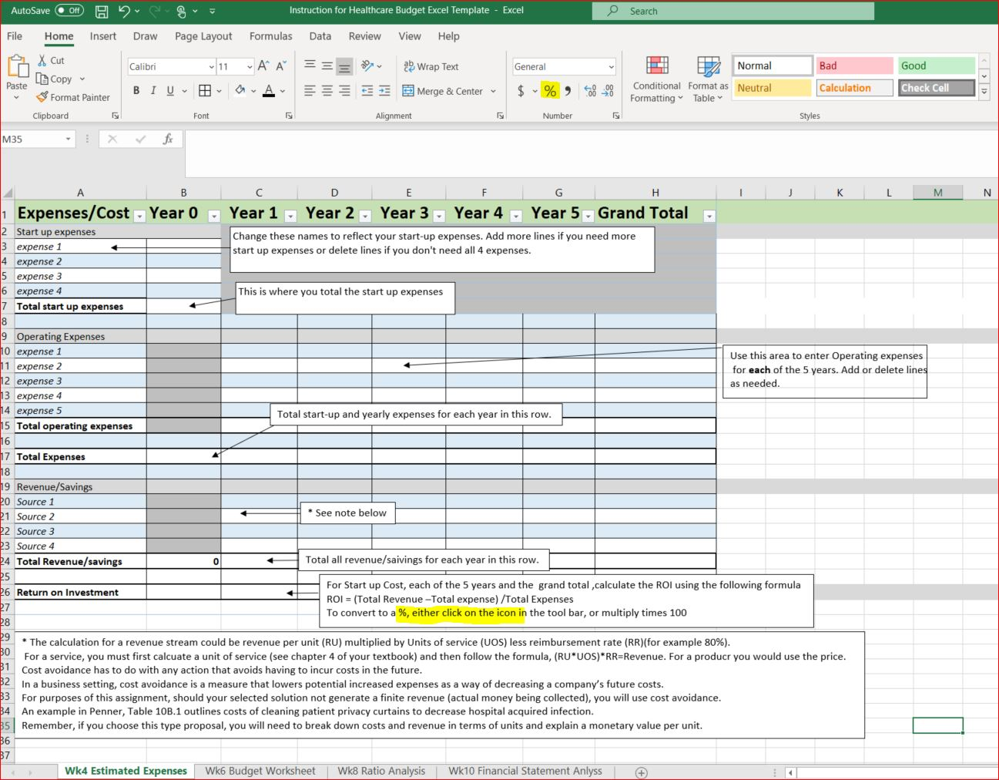 AutoSave Off Instruction for Healthcare Budget Excel Template - Excel Search
File Home Insert Draw Page Layout Formulas Data Review View Help
Paste
Cut
Copy
Format Painter
Clipboard
Calibri 11 A A
B I U A
Font
ab Wrap Text
Merge & Center
Alignment
General
$ % ,
Number
Conditional Formatting
Format as Table
Normal Bad Good
Neutral Calculation Check Cell
Styles
M35 fx
A B C D E F G H I J K L M N
1 Expenses/Cost Year 0 Year 1 Year 2 Year 3 Year 4 Year 5 Grand Total
2 Start up expenses
3 expense 1
4 expense 2
5 expense 3
6 expense 4
7 Total start up expenses
8
9 Operating Expenses
10 expense 1
11 expense 2
12 expense 3
13 expense 4
14 expense 5
15 Total operating expenses
16
17 Total Expenses
18
19 Revenue/Savings
20 Source 1
21 Source 2
22 Source 3
23 Source 4
24 Total Revenue/savings 0
25
26 Return on Investment
27
28
29
30
31
32
33
34
35
36
37
Change these names to reflect your start-up expenses. Add more lines if you need more
start up expenses or delete lines if you don't need all 4 expenses.
This is where you total the start up expenses
Use this area to enter Operating expenses
for each of the 5 years. Add or delete lines
as needed.
Total start-up and yearly expenses for each year in this row.
* See note below
Total all revenue/saivings for each year in this row.
For Start up Cost, each of the 5 years and the grand total ,calculate the ROI using the following formula
ROI = (Total Revenue –Total expense) /Total Expenses
To convert to a %, either click on the icon in the tool bar, or multiply times 100
* The calculation for a revenue stream could be revenue per unit (RU) multiplied by Units of service (UOS) less reimbursement rate (RR)(for example 80%).
For a service, you must first calcuate a unit of service (see chapter 4 of your textbook) and then follow the formula, (RU*UOS)*RR=Revenue. For a producr you would use the price.
Cost avoidance has to do with any action that avoids having to incur costs in the future.
In a business setting, cost avoidance is a measure that lowers potential increased expenses as a way of decreasing a company's future costs.
For purposes of this assignment, should your selected solution not generate a finite revenue (actual money being collected), you will use cost avoidance.
An example in Penner, Table 10B.1 outlines costs of cleaning patient privacy curtains to decrease hospital acquired infection.
Remember, if you choose this type proposal, you will need to break down costs and revenue in terms of units and explain a monetary value per unit.
Wk4 Estimated Expenses Wk6 Budget Worksheet Wk8 Ratio Analysis Wk10 Financial Statement Anlyss